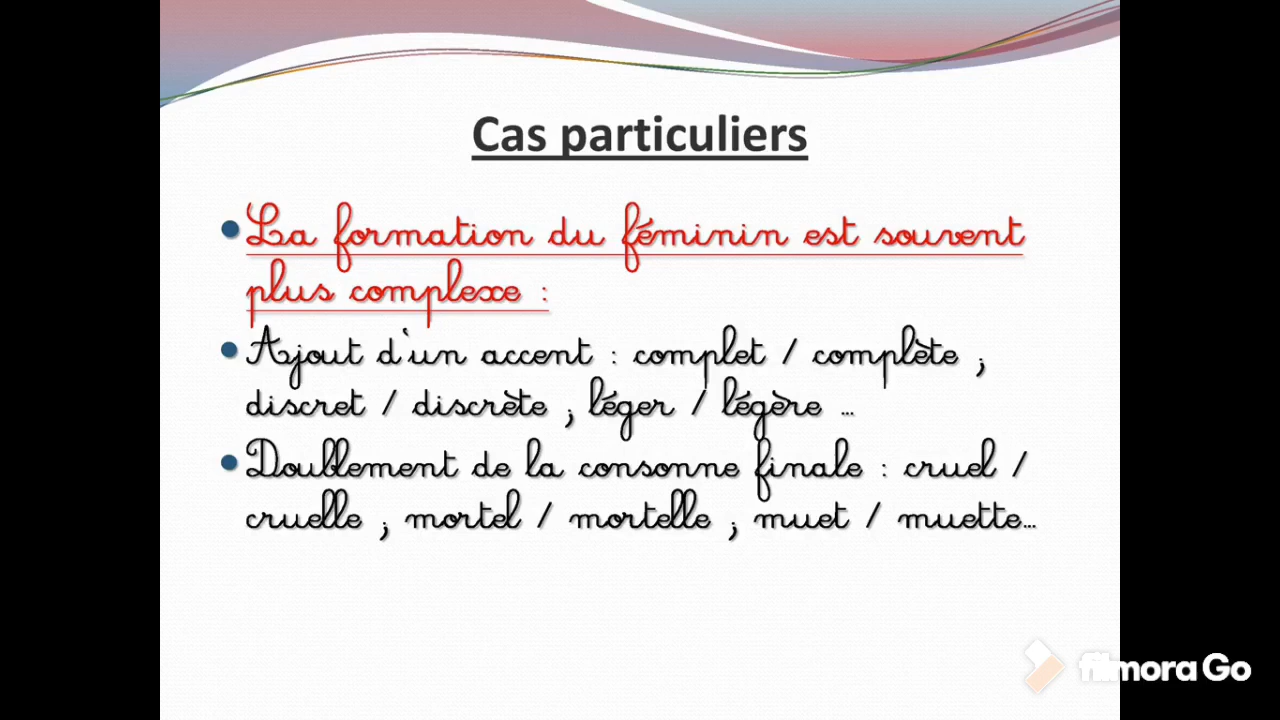 Cas particuliers
• La formation du féminin est souvent
plus complexe :
• Ajout d'un accent : complet / complète ;
discret / discrète ; léger / légère ...
• Doublement de la consonne finale : cruel /
cruelle ; mortel / mortelle ; muet / muette...
filmora Go